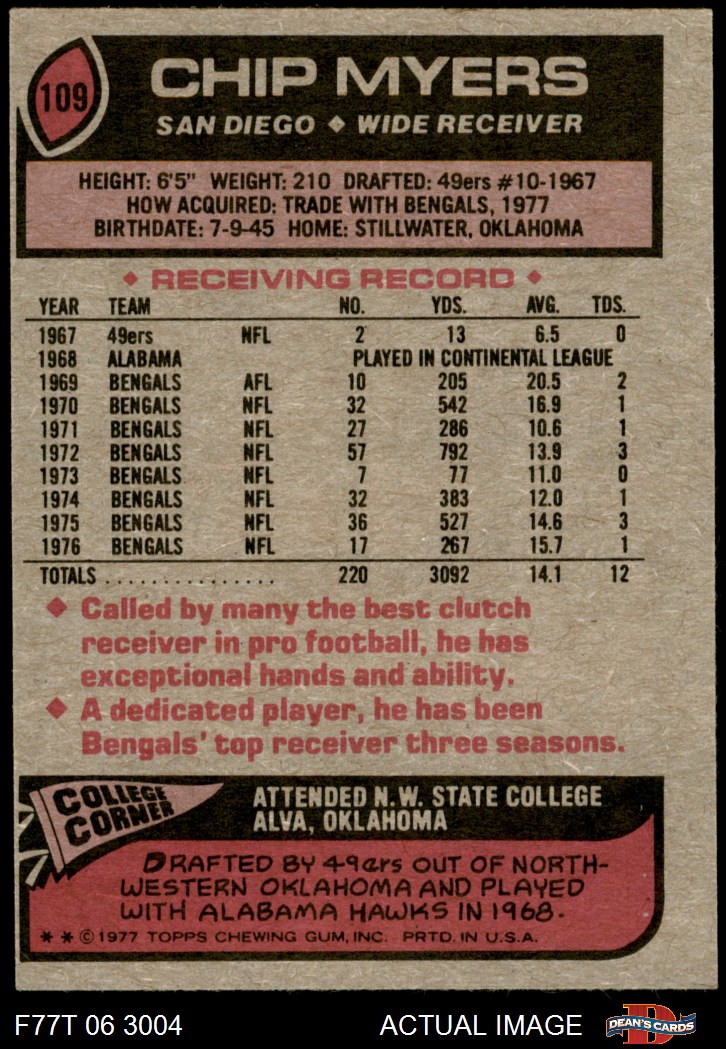 109
CHIP MYERS
SAN DIEGO ◆ WIDE RECEIVER
HEIGHT: 6'5" WEIGHT: 210 DRAFTED: 49ers #10-1967
HOW ACQUIRED: TRADE WITH BENGALS, 1977
BIRTHDATE: 7-9-45 HOME: STILLWATER, OKLAHOMA
◆ RECEIVING RECORD ◆
YEAR TEAM NO. YDS. AVG. TDS.
1967 49ers NFL 2 13 6.5 0
1968 ALABAMA PLAYED IN CONTINENTAL LEAGUE
1969 BENGALS AFL 10 205 20.5 2
1970 BENGALS NFL 32 542 16.9 1
1971 BENGALS NFL 27 286 10.6 1
1972 BENGALS NFL 57 792 13.9 3
1973 BENGALS NFL 7 77 11.0 0
1974 BENGALS NFL 32 383 12.0 1
1975 BENGALS NFL 36 527 14.6 3
1976 BENGALS NFL 17 267 15.7 1
TOTALS ................ 220 3092 14.1 12
◆ Called by many the best clutch
receiver in pro football, he has
exceptional hands and ability.
◆ A dedicated player, he has been
Bengals' top receiver three seasons.
COLLEGE
CORNER
ATTENDED N.W. STATE COLLEGE
ALVA, OKLAHOMA
DRAFTED BY 49ers OUT OF NORTH-
WESTERN OKLAHOMA AND PLAYED
WITH ALABAMA HAWKS IN 1968.
* * © 1977 TOPPS CHEWING GUM, INC. PRTD. IN U.S.A.
F77T 06 3004 ACTUAL IMAGE
D
DEAN'S CARDS